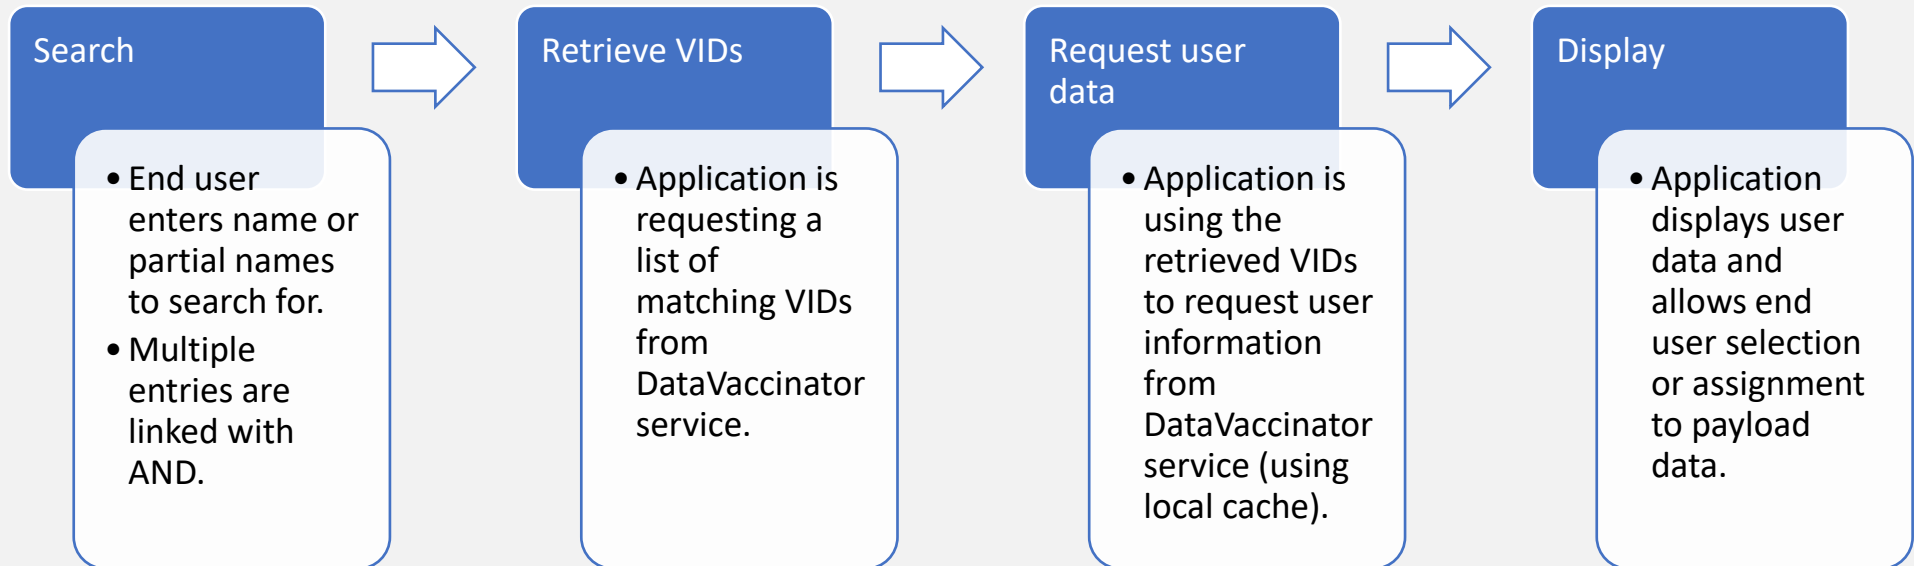 Search
• End user
enters name or
partial names
to search for.
• Multiple
entries are
linked with
AND.
Retrieve VIDs
• Application is
requesting a
list of
matching VIDs
from
DataVaccinator
service.
Request user
data
• Application is
using the
retrieved VIDs
to request user
information
from
DataVaccinator
service (using
local cache).
Display
• Application
displays user
data and
allows end
user selection
or assignment
to payload
data.